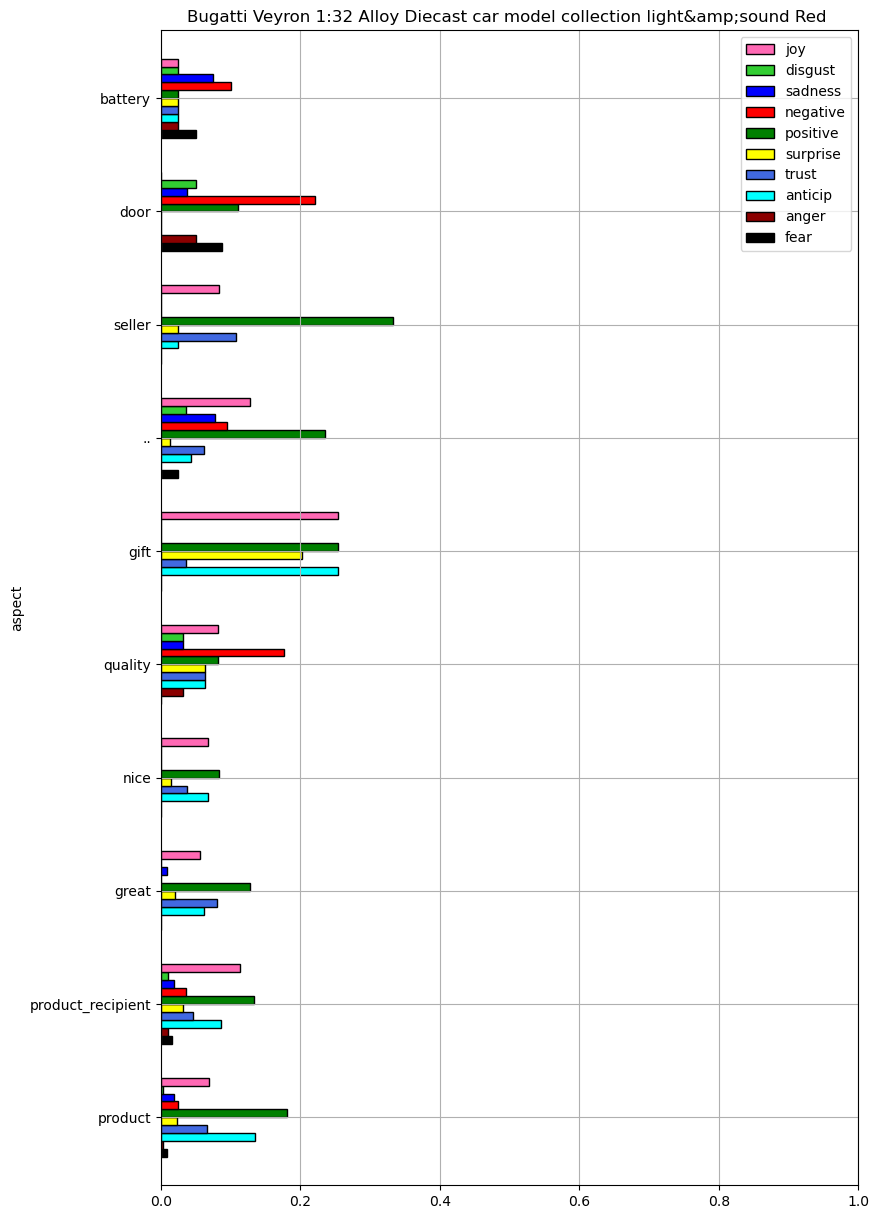 Bugatti Veyron 1:32 Alloy Diecast car model collection light&amp;sound Red
joy
disgust
sadness
negative
positive
surprise
trust
anticip
anger
fear
battery
door
seller
..
gift
quality
nice
great
product_recipient
product
aspect
0.0 0.2 0.4 0.6 0.8 1.0